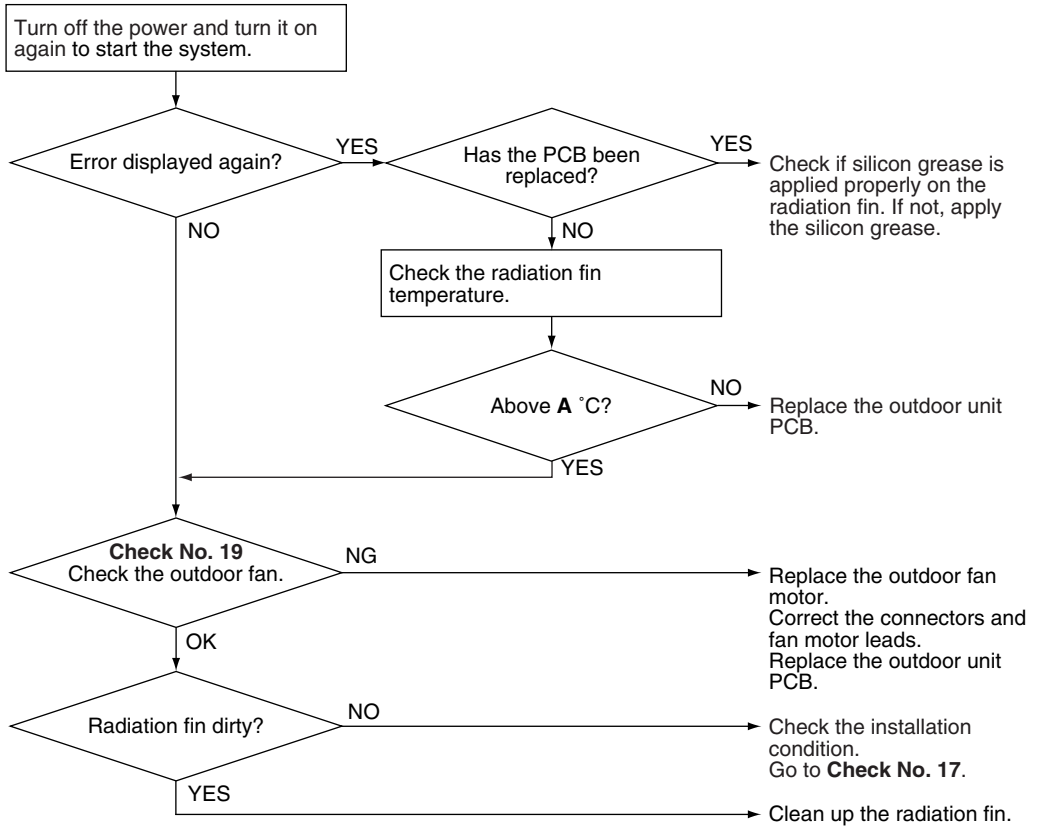 Turn off the power and turn it on
again to start the system.
Error displayed again?
YES
Has the PCB been
replaced?
YES
Check if silicon grease is
applied properly on the
radiation fin. If not, apply
the silicon grease.
NO
NO
Check the radiation fin
temperature.
Above A °C?
NO
Replace the outdoor unit
PCB.
YES
Check No. 19
Check the outdoor fan.
NG
Replace the outdoor fan
motor.
Correct the connectors and
fan motor leads.
Replace the outdoor unit
PCB.
OK
Radiation fin dirty?
NO
Check the installation
condition.
Go to Check No. 17.
YES
Clean up the radiation fin.